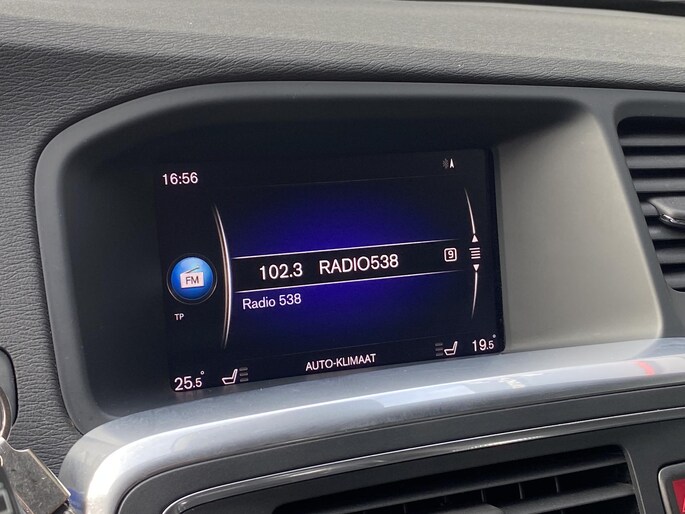 16:56
102.3 RADIO538 9
FM
Radio 538
TP
25.5° AUTO-KLIMAAT 19.5°